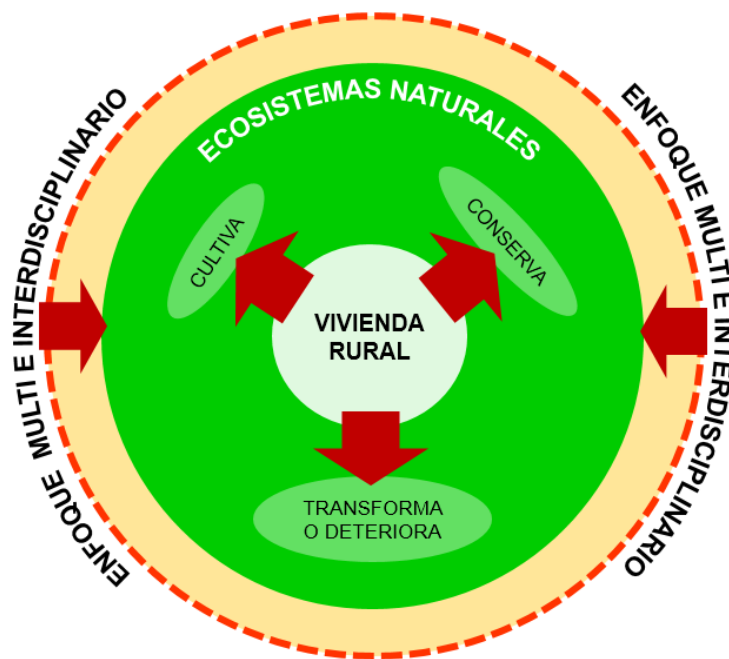 ECOSISTEMAS NATURALES
ENFOQUE MULTI E INTERDISCIPLINARIO
ENFOQUE MULTI E INTERDISCIPLINARIO
CULTIVA
CONSERVA
VIVIENDA
RURAL
TRANSFORMA
O DETERIORA